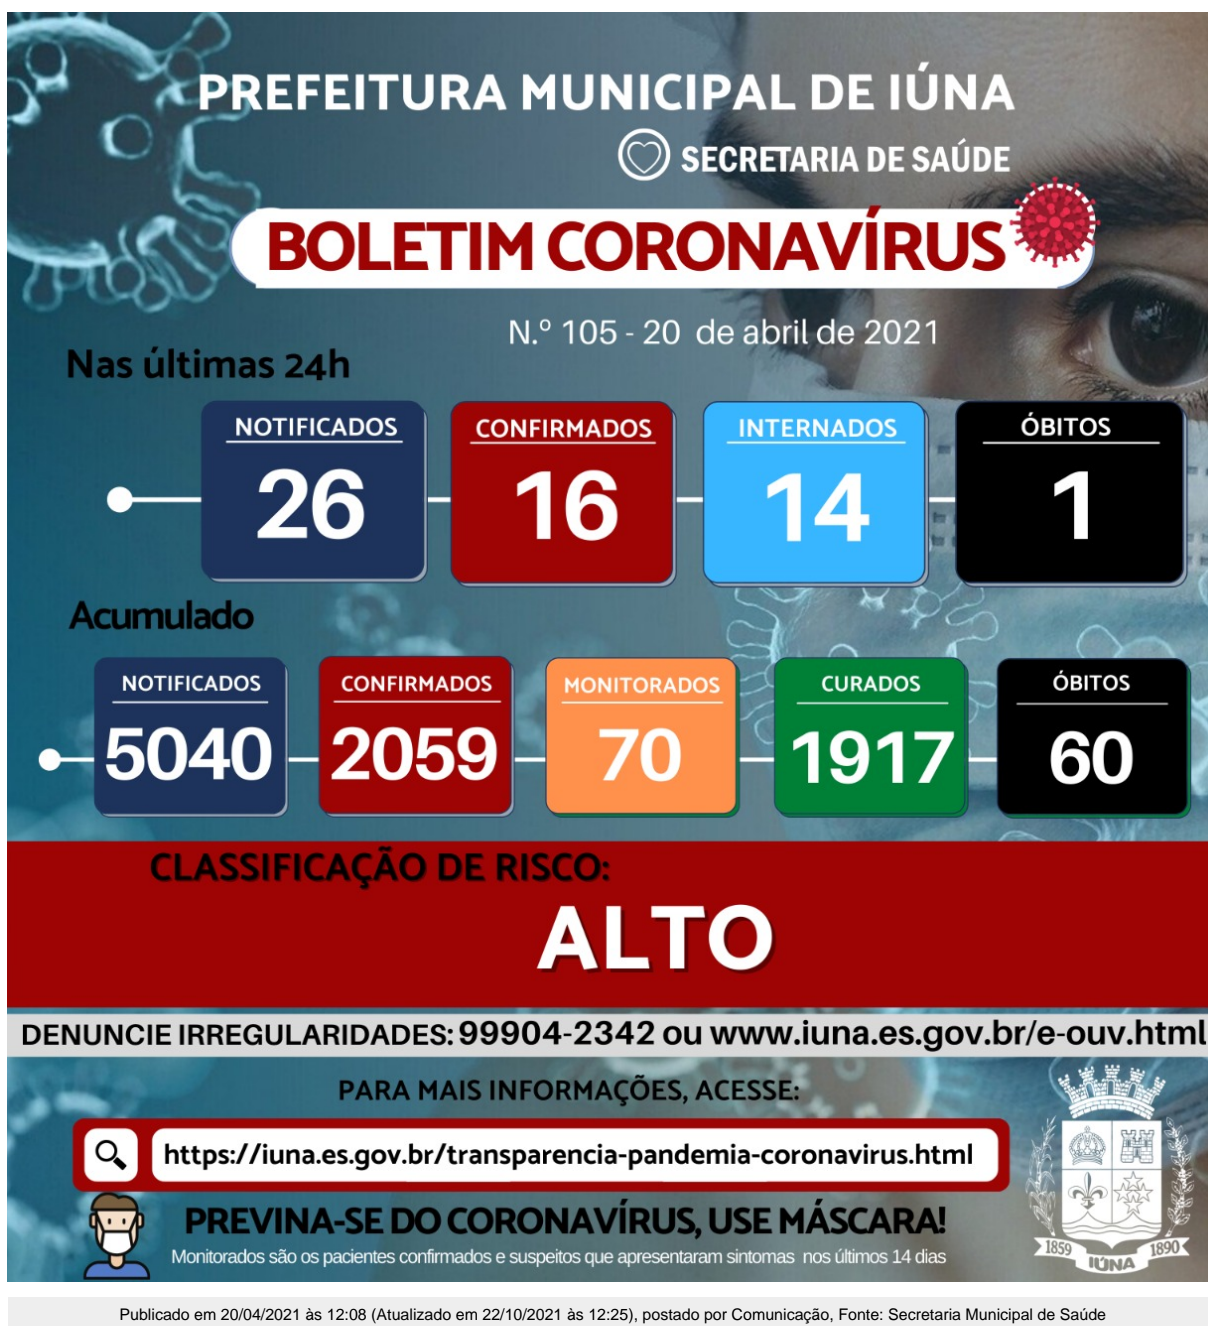 PREFEITURA MUNICIPAL DE IÚNA
SECRETARIA DE SAÚDE
BOLETIM CORONAVÍRUS
N.º 105 - 20 de abril de 2021
Nas últimas 24h
NOTIFICADOS
26
CONFIRMADOS
16
INTERNADOS
14
ÓBITOS
1
Acumulado
NOTIFICADOS
5040
CONFIRMADOS
2059
MONITORADOS
70
CURADOS
1917
ÓBITOS
60
CLASSIFICAÇÃO DE RISCO:
ALTO
DENUNCIE IRREGULARIDADES: 99904-2342 ou www.iuna.es.gov.br/e-ouv.html
PARA MAIS INFORMAÇÕES, ACESSE:
https://iuna.es.gov.br/transparencia-pandemia-coronavirus.html
PREVINA-SE DO CORONAVÍRUS, USE MÁSCARA!
Monitorados são os pacientes confirmados e suspeitos que apresentaram sintomas nos últimos 14 dias
1859 IÚNA 1890
Publicado em 20/04/2021 às 12:08 (Atualizado em 22/10/2021 às 12:25), postado por Comunicação, Fonte: Secretaria Municipal de Saúde